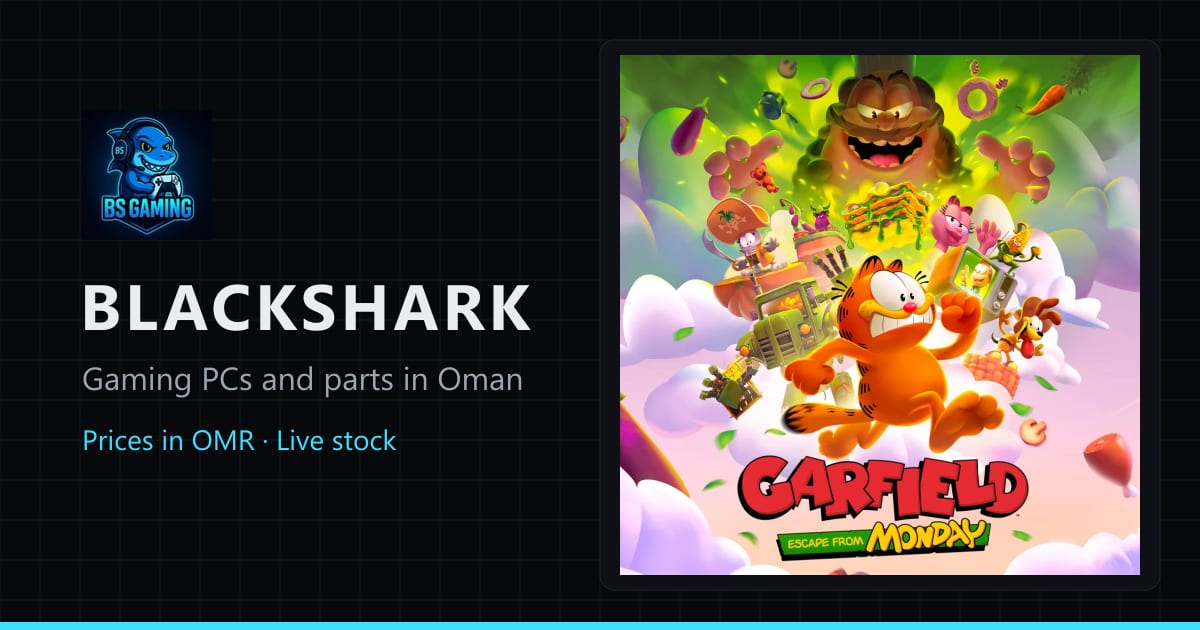 BS
BS GAMING
BLACKSHARK
Gaming PCs and parts in Oman
Prices in OMR · Live stock
GARFIELD
ESCAPE FROM MONDAY